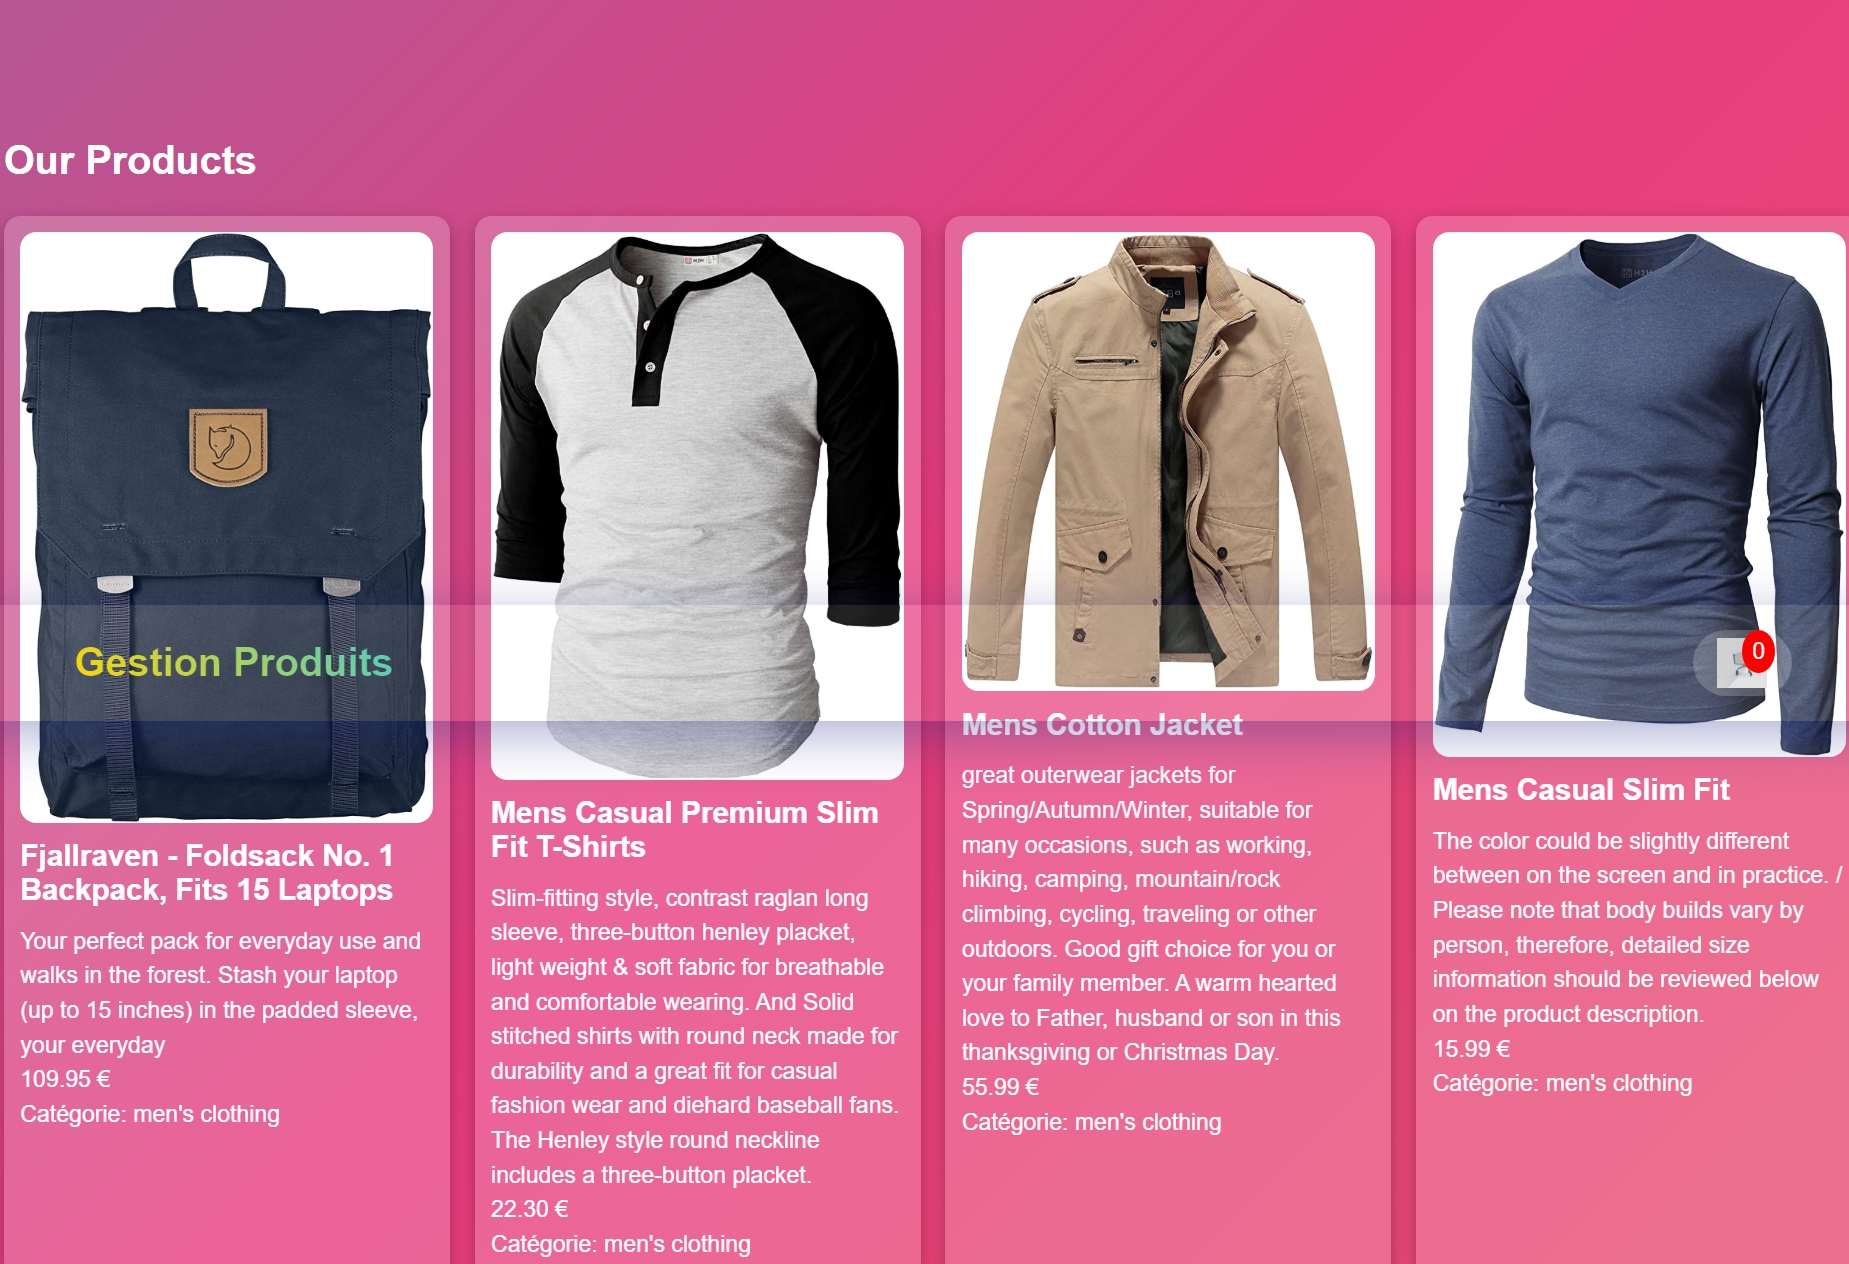 Our Products
Gestion Produits
0
Fjallraven - Foldsack No. 1
Backpack, Fits 15 Laptops
Your perfect pack for everyday use and
walks in the forest. Stash your laptop
(up to 15 inches) in the padded sleeve,
your everyday
109.95 €
Catégorie: men's clothing
H2H
Mens Casual Premium Slim
Fit T-Shirts
Slim-fitting style, contrast raglan long
sleeve, three-button henley placket,
light weight & soft fabric for breathable
and comfortable wearing. And Solid
stitched shirts with round neck made for
durability and a great fit for casual
fashion wear and diehard baseball fans.
The Henley style round neckline
includes a three-button placket.
22.30 €
Catégorie: men's clothing
Mens Cotton Jacket
great outerwear jackets for
Spring/Autumn/Winter, suitable for
many occasions, such as working,
hiking, camping, mountain/rock
climbing, cycling, traveling or other
outdoors. Good gift choice for you or
your family member. A warm hearted
love to Father, husband or son in this
thanksgiving or Christmas Day.
55.99 €
Catégorie: men's clothing
H2H
Mens Casual Slim Fit
The color could be slightly different
between on the screen and in practice. /
Please note that body builds vary by
person, therefore, detailed size
information should be reviewed below
on the product description.
15.99 €
Catégorie: men's clothing